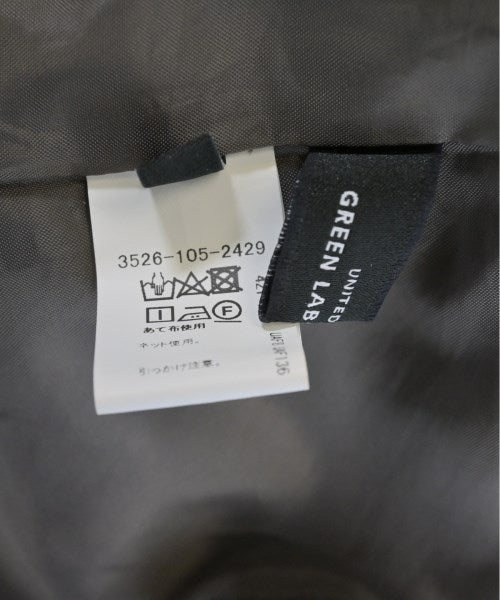 3526-105-2429
あて布使用
ネット使用。
引っかけ注意。
GREEN LAB
UNITED